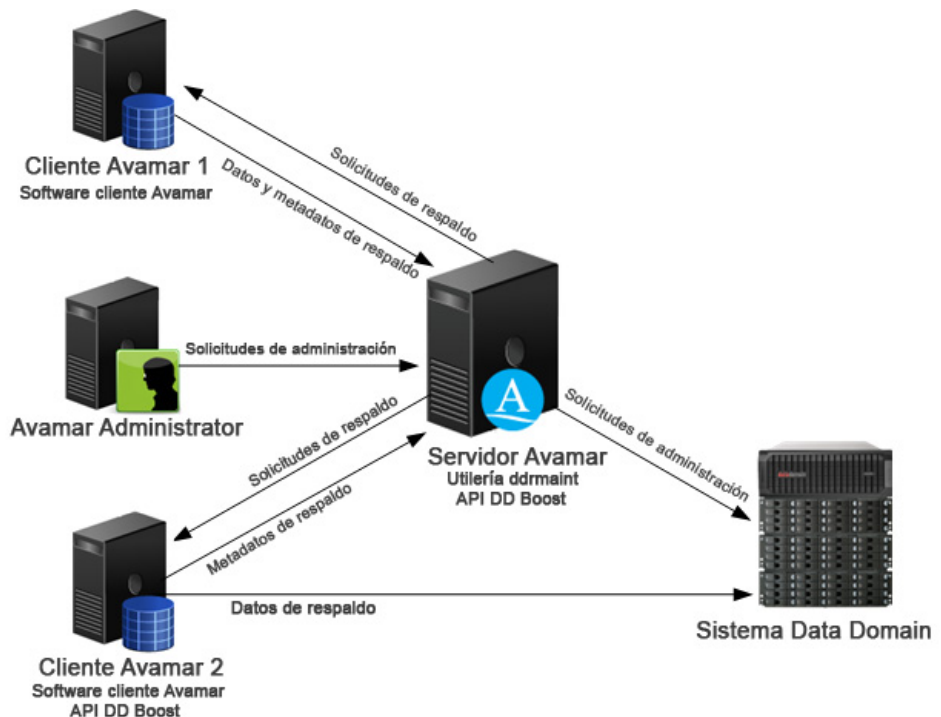 Cliente Avamar 1
Software cliente Avamar
Solicitudes de respaldo
Datos y metadatos de respaldo
Avamar Administrator
Solicitudes de administración
A
Servidor Avamar
Utilería ddrmaint
API DD Boost
Solicitudes de administración
Solicitudes de respaldo
Metadatos de respaldo
Datos de respaldo
Sistema Data Domain
Cliente Avamar 2
Software cliente Avamar
API DD Boost